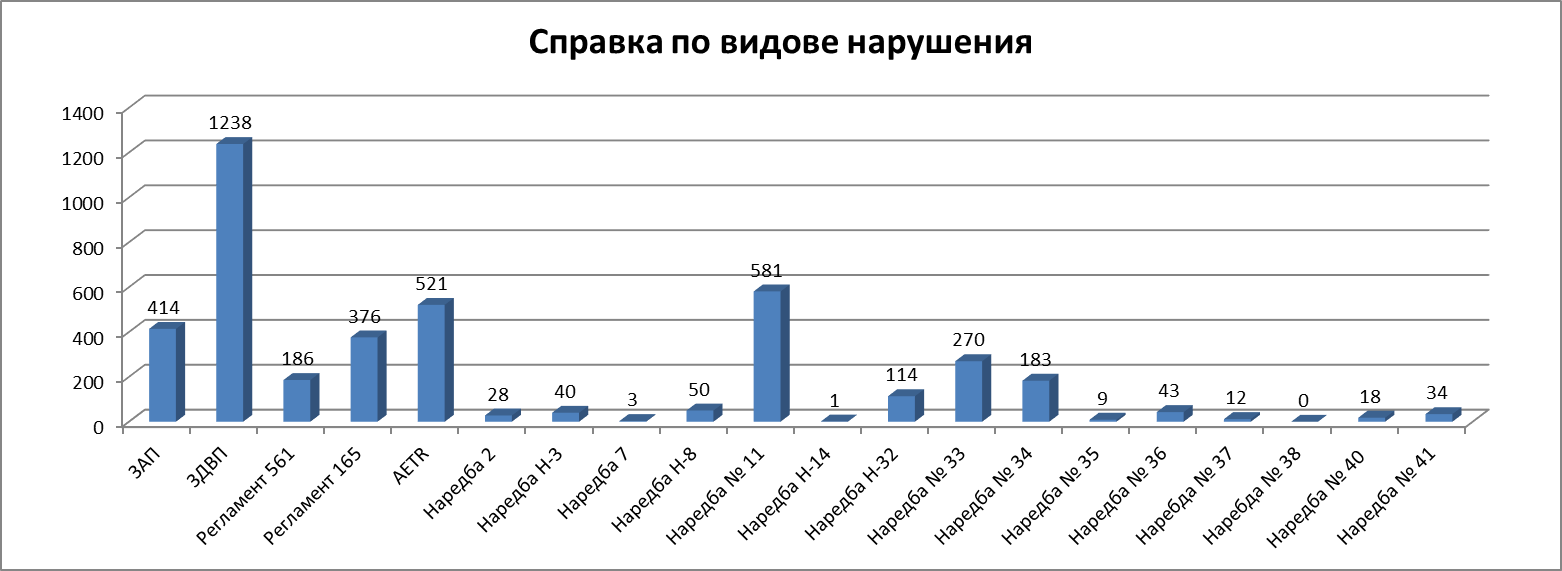 Справка по видове нарушения
1400
1200
1000
800
600
400
200
0
414
1238
186
376
521
28
40
3
50
581
1
114
270
183
9
43
12
0
18
34
ЗАП
ЗДВП
Регламент 561
Регламент 165
AETR
Наредба 2
Наредба Н-3
Наредба 7
Наредба Н-8
Наредба № 11
Наредба Н-14
Наредба Н-32
Наредба № 33
Наредба № 34
Наредба № 35
Наредба № 36
Наребда № 37
Наребда № 38
Наредба № 40
Наредба № 41